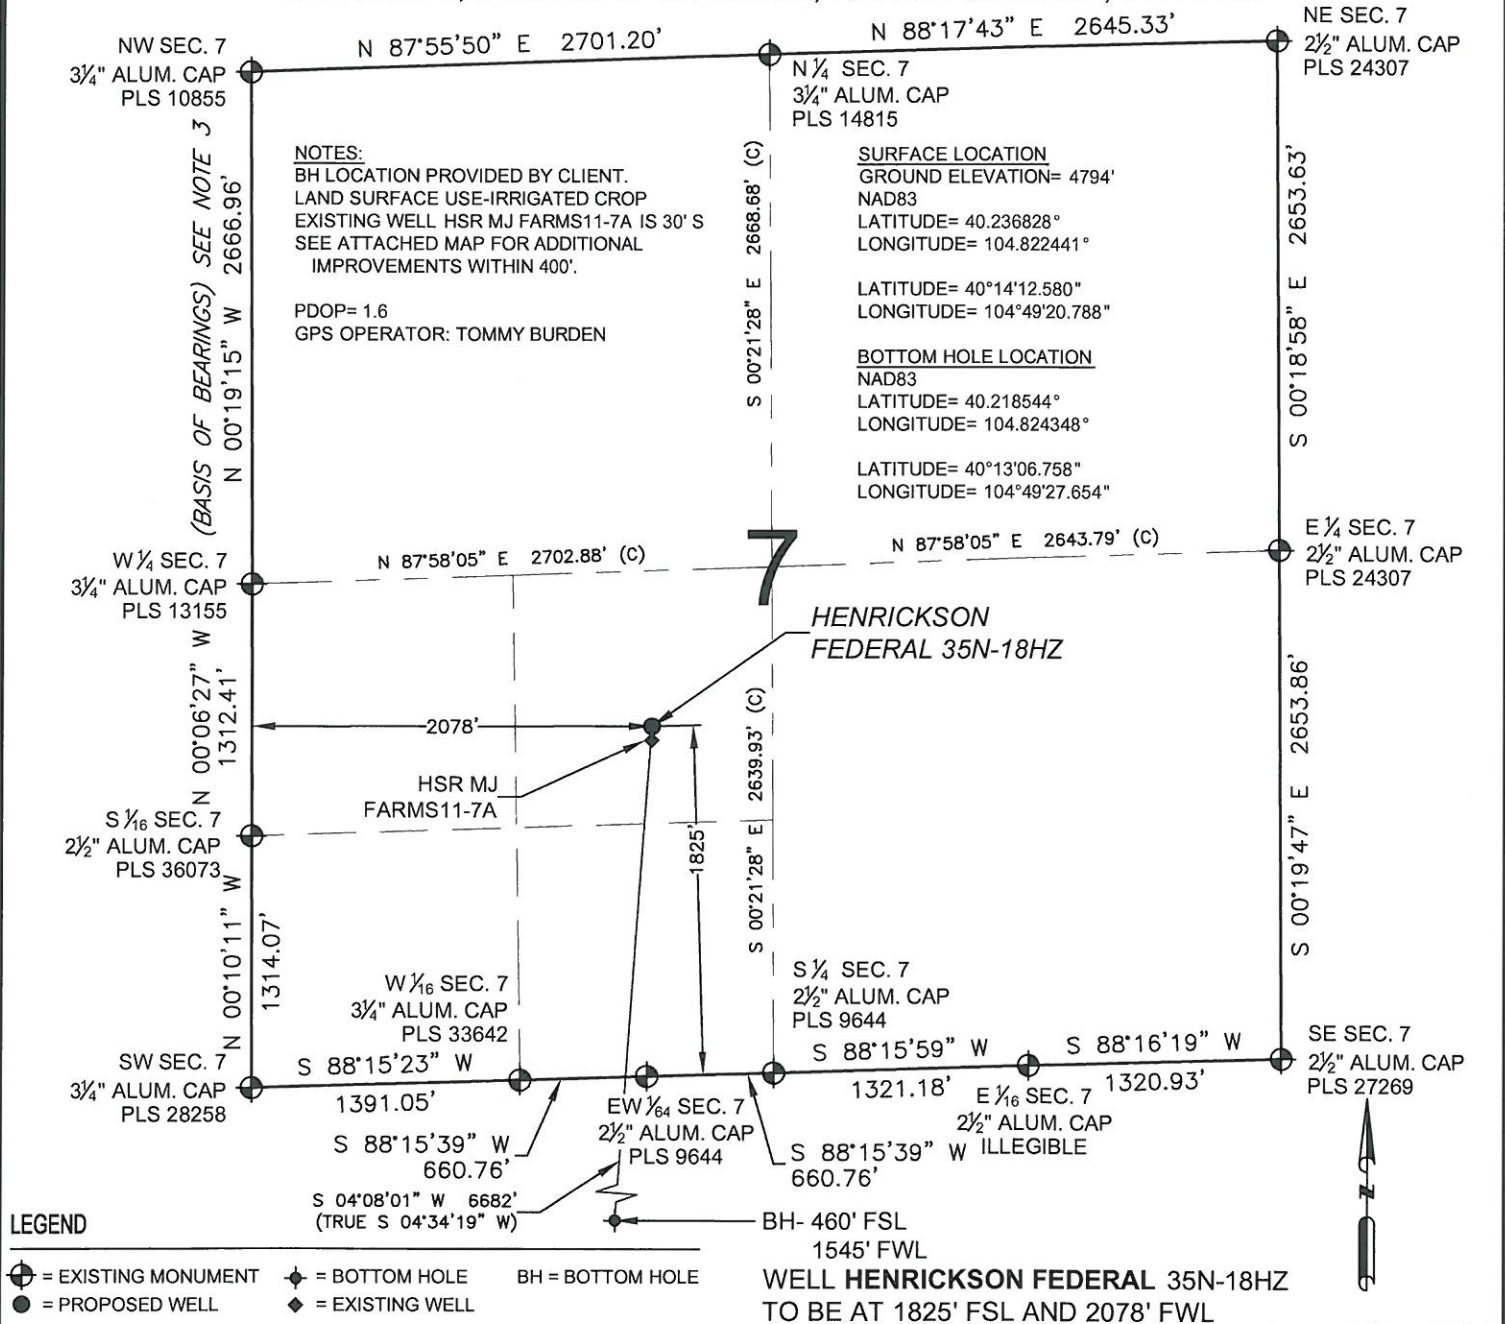 NW SEC. 7
3¼" ALUM. CAP
PLS 10855
N 87°55'50" E 2701.20'
N 88°17'43" E 2645.33'
NE SEC. 7
2½" ALUM. CAP
PLS 24307
N ¼ SEC. 7
3¼" ALUM. CAP
PLS 14815
(BASIS OF BEARINGS) SEE NOTE 3
N 00°19'15" W 2666.96'
NOTES:
BH LOCATION PROVIDED BY CLIENT.
LAND SURFACE USE-IRRIGATED CROP
EXISTING WELL HSR MJ FARMS11-7A IS 30' S
SEE ATTACHED MAP FOR ADDITIONAL
IMPROVEMENTS WITHIN 400'.
PDOP= 1.6
GPS OPERATOR: TOMMY BURDEN
S 00°21'28" E 2668.68' (C)
SURFACE LOCATION
GROUND ELEVATION= 4794'
NAD83
LATITUDE= 40.236828°
LONGITUDE= 104.822441°
LATITUDE= 40°14'12.580"
LONGITUDE= 104°49'20.788"
BOTTOM HOLE LOCATION
NAD83
LATITUDE= 40.218544°
LONGITUDE= 104.824348°
LATITUDE= 40°13'06.758"
LONGITUDE= 104°49'27.654"
S 00°18'58" E 2653.63'
W ¼ SEC. 7
3¼" ALUM. CAP
PLS 13155
N 87°58'05" E 2702.88' (C)
7
N 87°58'05" E 2643.79' (C)
E ¼ SEC. 7
2½" ALUM. CAP
PLS 24307
HENRICKSON
FEDERAL 35N-18HZ
N 00°06'27" W
1312.41'
2078'
HSR MJ
FARMS11-7A
1825'
S 00°21'28" E 2639.93' (C)
S 00°19'47" E 2653.86'
S 1/16 SEC. 7
2½" ALUM. CAP
PLS 36073
N 00°10'11" W
1314.07'
W 1/16 SEC. 7
3¼" ALUM. CAP
PLS 33642
S ¼ SEC. 7
2½" ALUM. CAP
PLS 9644
SW SEC. 7
3¼" ALUM. CAP
PLS 28258
S 88°15'23" W
1391.05'
S 88°15'59" W
1321.18'
S 88°16'19" W
1320.93'
SE SEC. 7
2½" ALUM. CAP
PLS 27269
EW 1/64 SEC. 7
2½" ALUM. CAP
PLS 9644
E 1/16 SEC. 7
2½" ALUM. CAP
ILLEGIBLE
S 88°15'39" W
660.76'
S 88°15'39" W
660.76'
S 04°08'01" W 6682'
(TRUE S 04°34'19" W)
N
BH- 460' FSL
1545' FWL
LEGEND
= EXISTING MONUMENT
= BOTTOM HOLE
BH = BOTTOM HOLE
= PROPOSED WELL
= EXISTING WELL
WELL HENRICKSON FEDERAL 35N-18HZ
TO BE AT 1825' FSL AND 2078' FWL